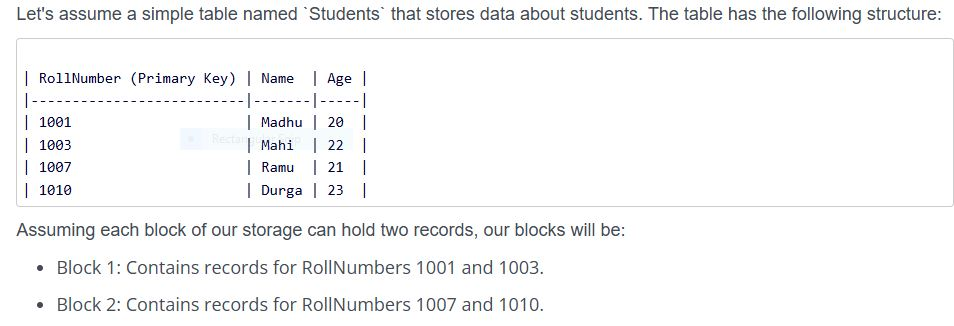 Let's assume a simple table named `Students` that stores data about students. The table has the following structure:
| RollNumber (Primary Key) | Name | Age |
|--------------------------|-------|-----|
| 1001 | Madhu | 20 |
| 1003 | Mahi | 22 |
| 1007 | Ramu | 21 |
| 1010 | Durga | 23 |
Assuming each block of our storage can hold two records, our blocks will be:
• Block 1: Contains records for RollNumbers 1001 and 1003.
• Block 2: Contains records for RollNumbers 1007 and 1010.